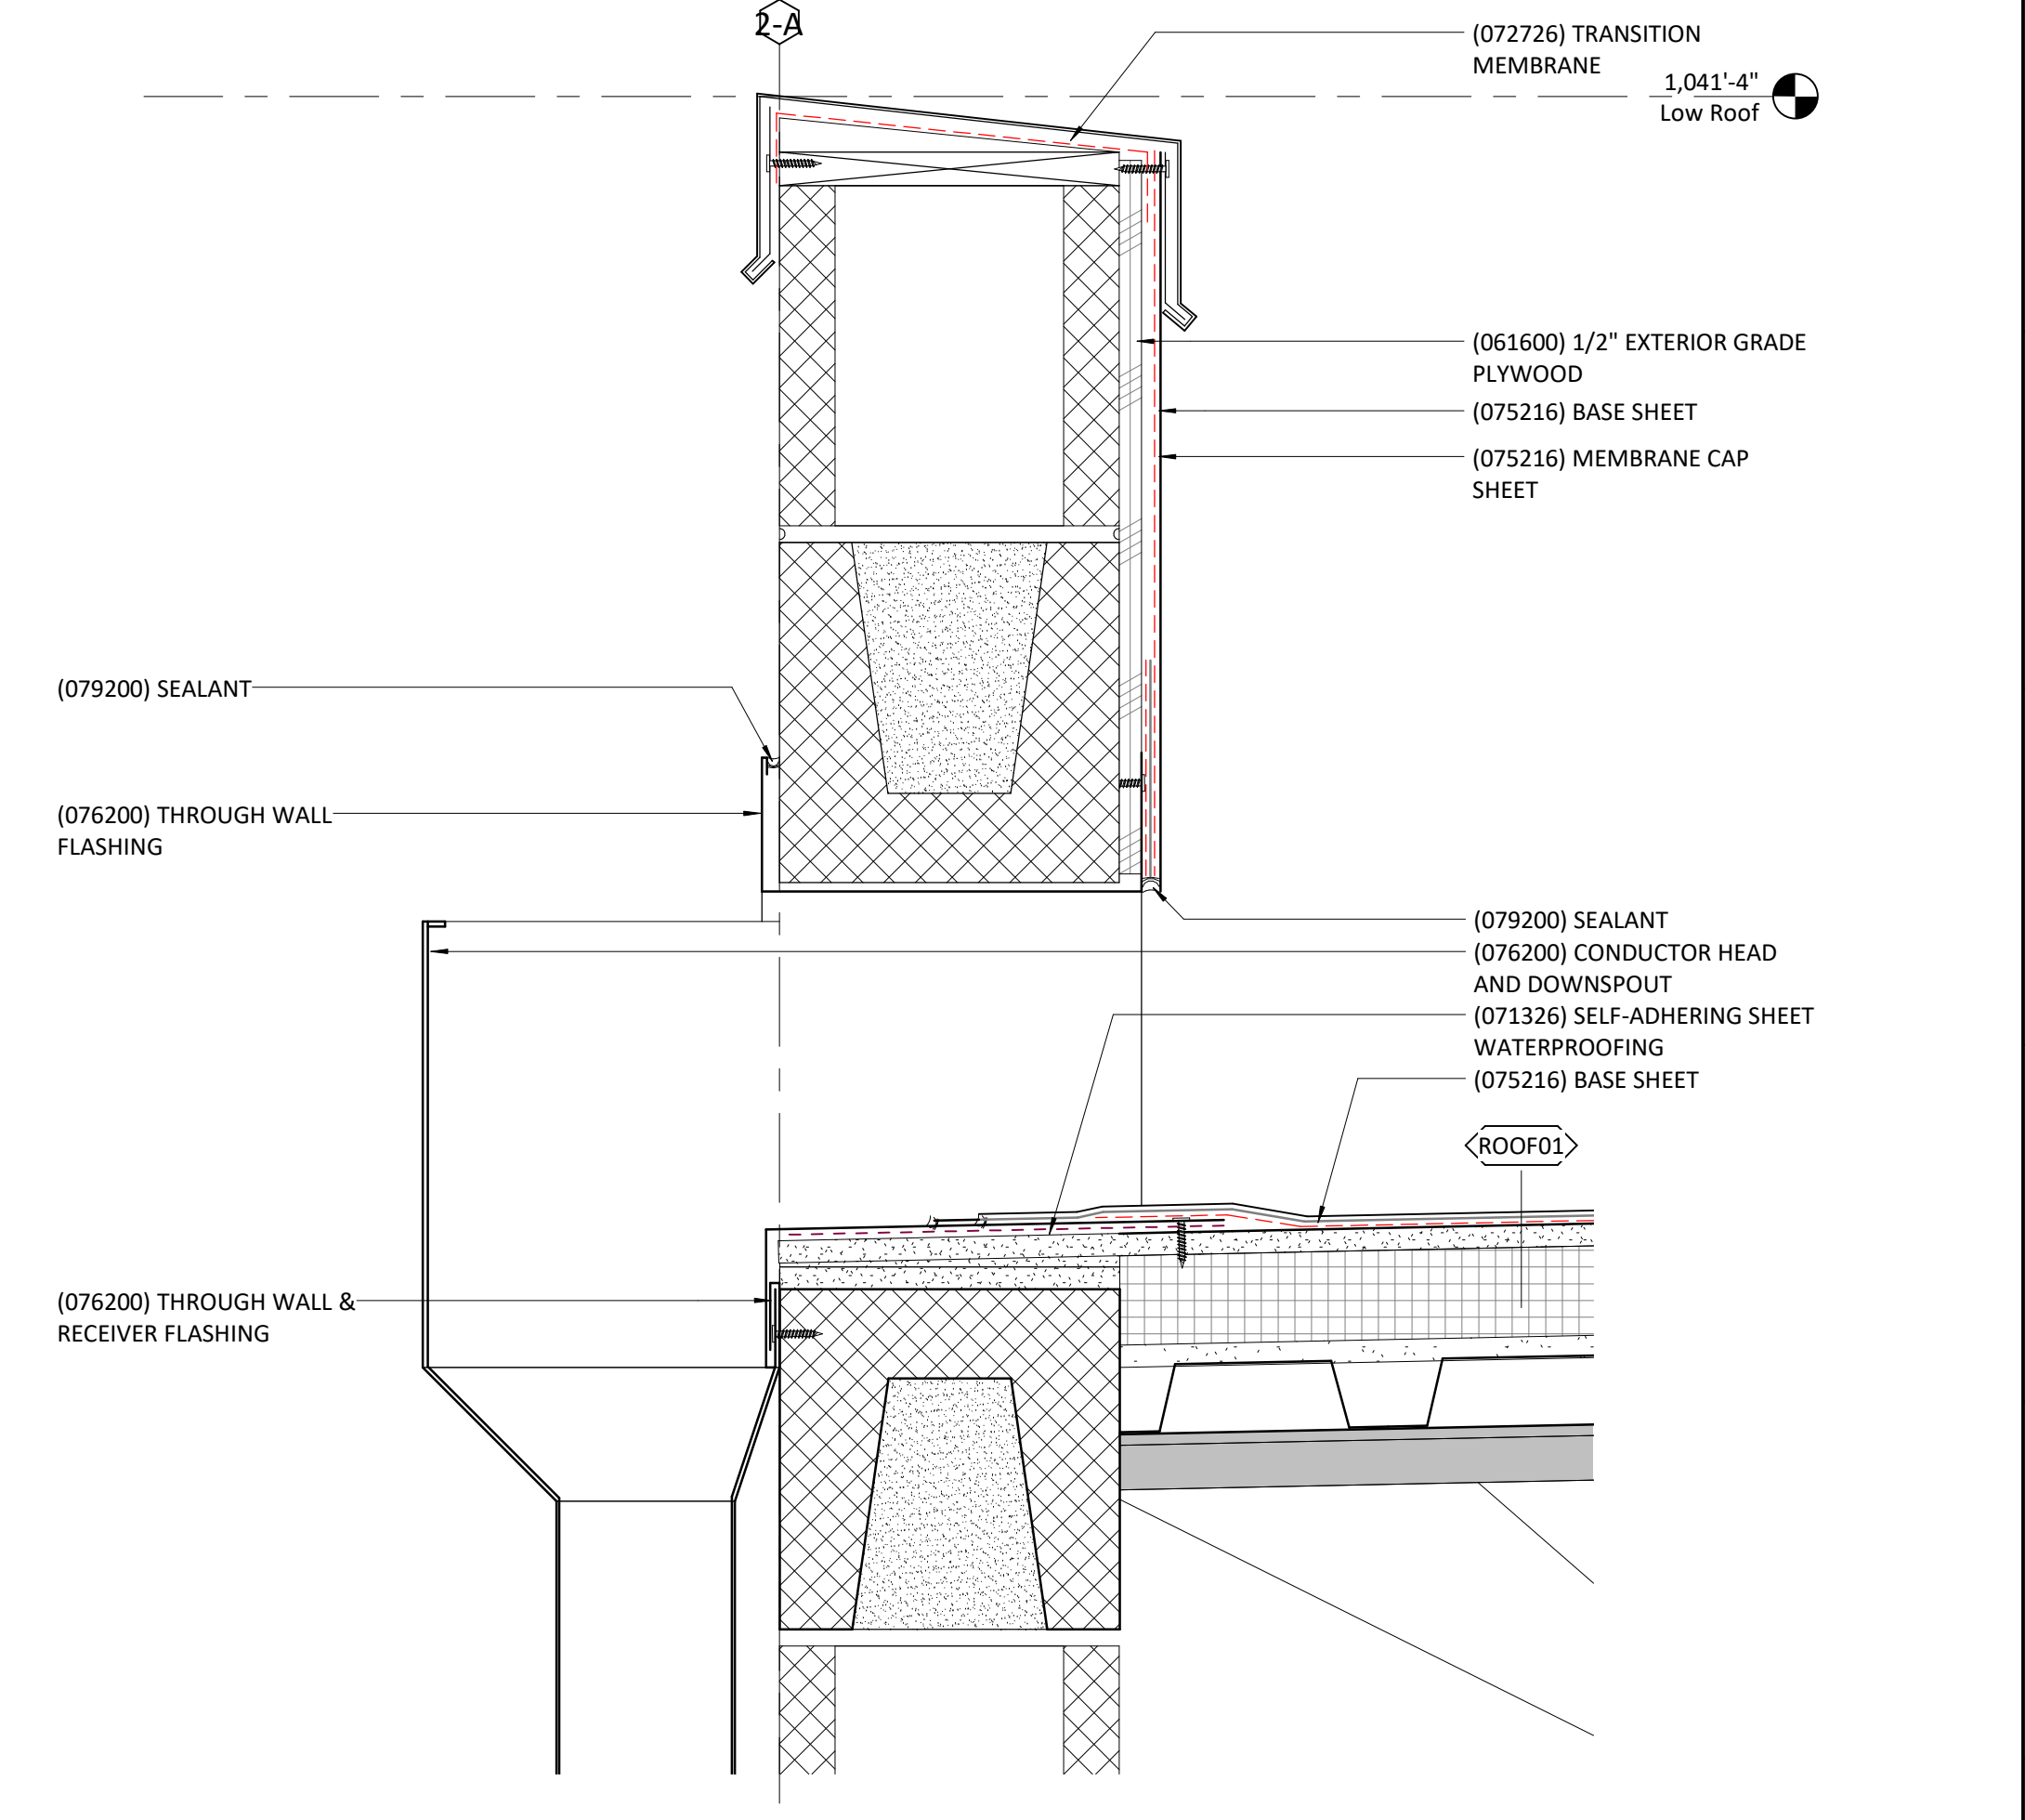 2-A
(072726) TRANSITION
MEMBRANE
1,041'-4"
Low Roof
(061600) 1/2" EXTERIOR GRADE
PLYWOOD
(075216) BASE SHEET
(075216) MEMBRANE CAP
SHEET
(079200) SEALANT
(076200) THROUGH WALL
FLASHING
(079200) SEALANT
(076200) CONDUCTOR HEAD
AND DOWNSPOUT
(071326) SELF-ADHERING SHEET
WATERPROOFING
(075216) BASE SHEET
ROOF01
(076200) THROUGH WALL &
RECEIVER FLASHING